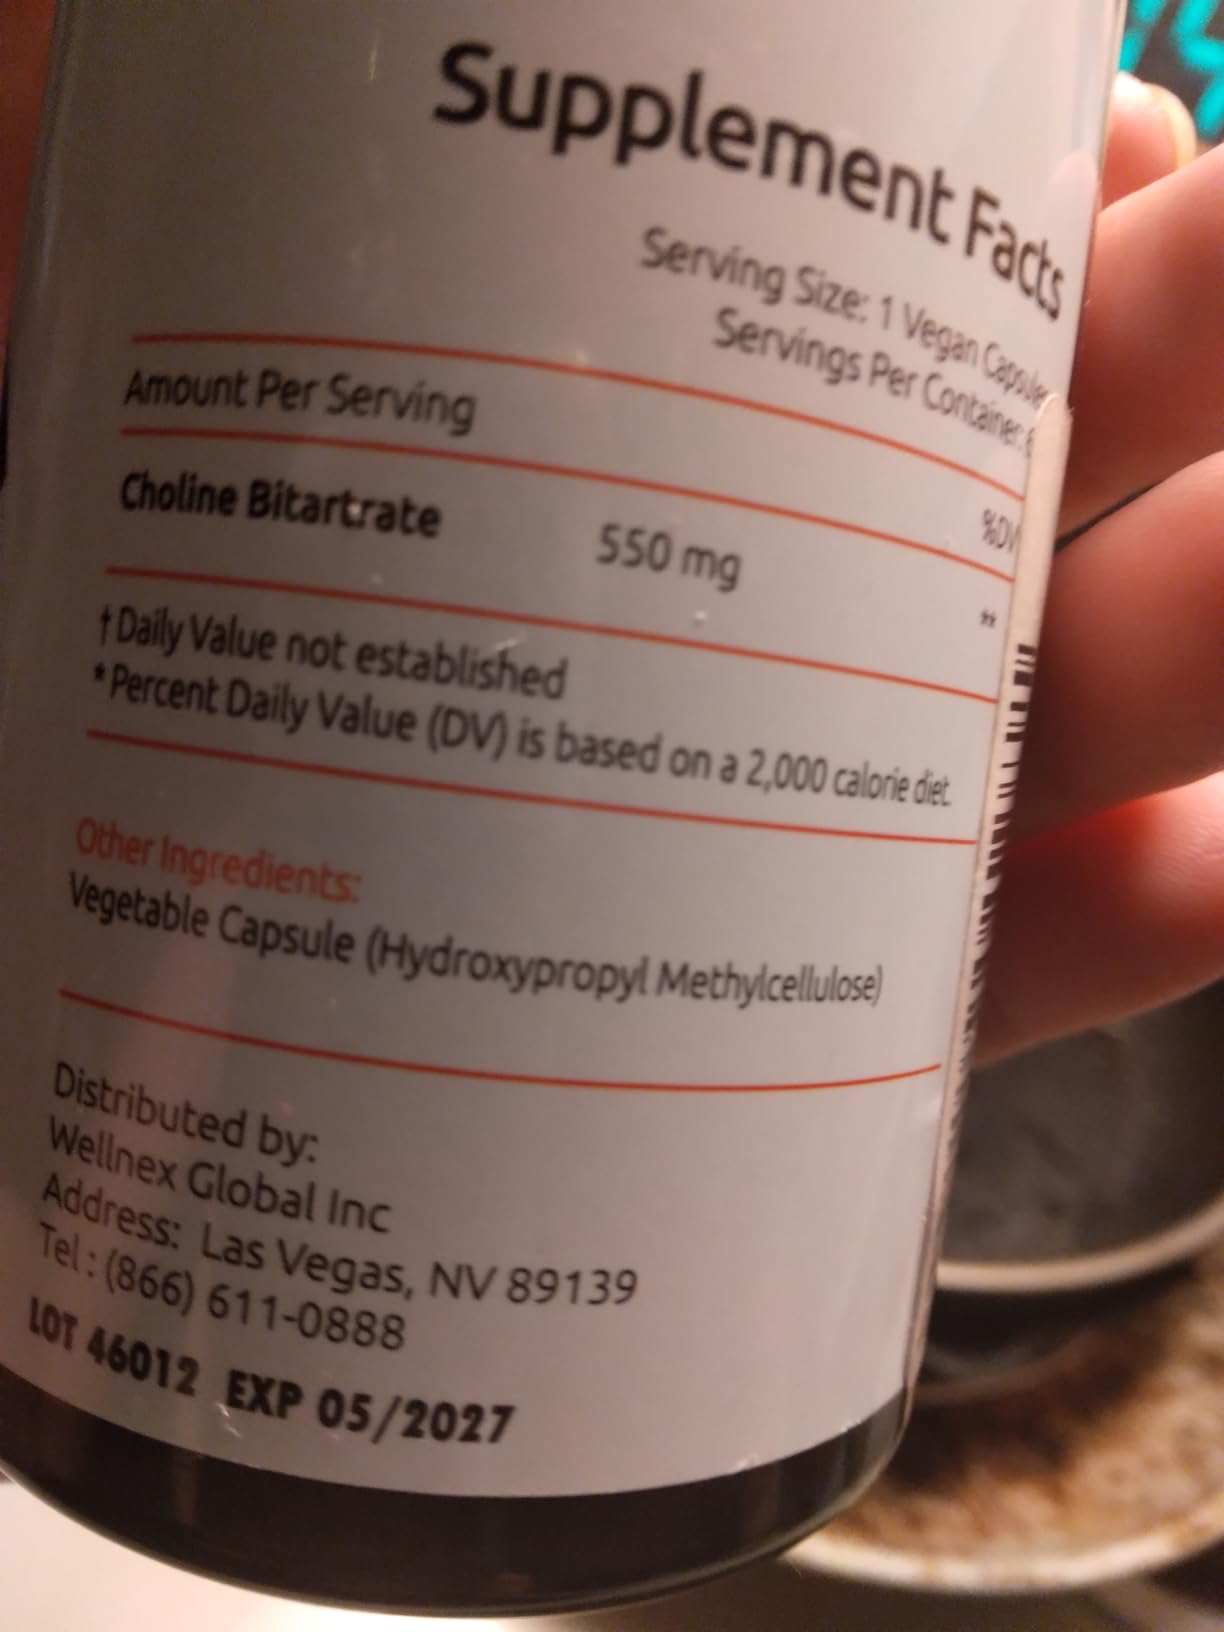 Supplement Facts
Serving Size: 1 Vegan Capsule
Servings Per Container:
Amount Per Serving
%DV
Choline Bitartrate 550 mg **
† Daily Value not established
* Percent Daily Value (DV) is based on a 2,000 calorie diet.
Other Ingredients:
Vegetable Capsule (Hydroxypropyl Methylcellulose)
Distributed by:
Wellnex Global Inc
Address: Las Vegas, NV 89139
Tel : (866) 611-0888
LOT 46012 EXP 05/2027